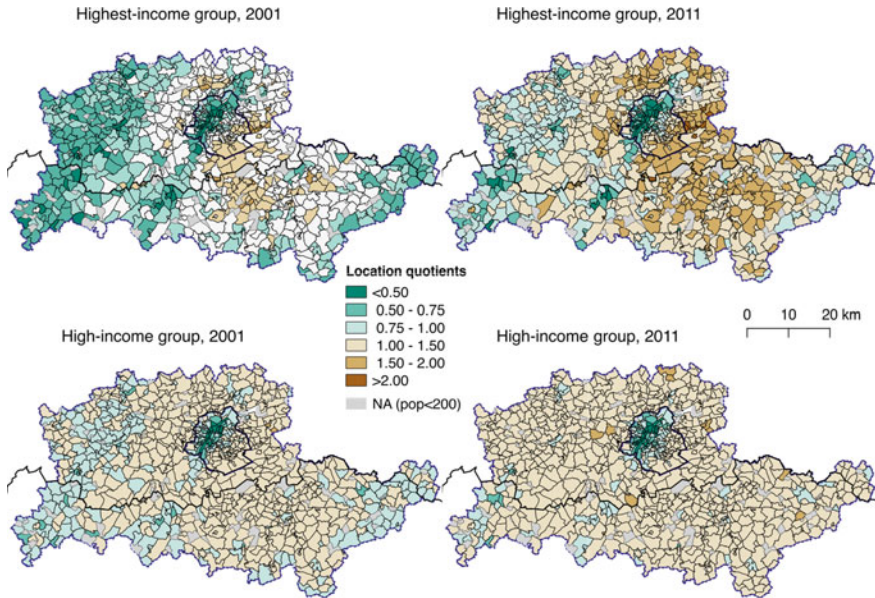 Highest-income group, 2001
Highest-income group, 2011
Location quotients
<0.50
0.50 - 0.75
0.75 - 1.00
1.00 - 1.50
1.50 - 2.00
>2.00
NA (pop<200)
0 10 20 km
High-income group, 2001
High-income group, 2011